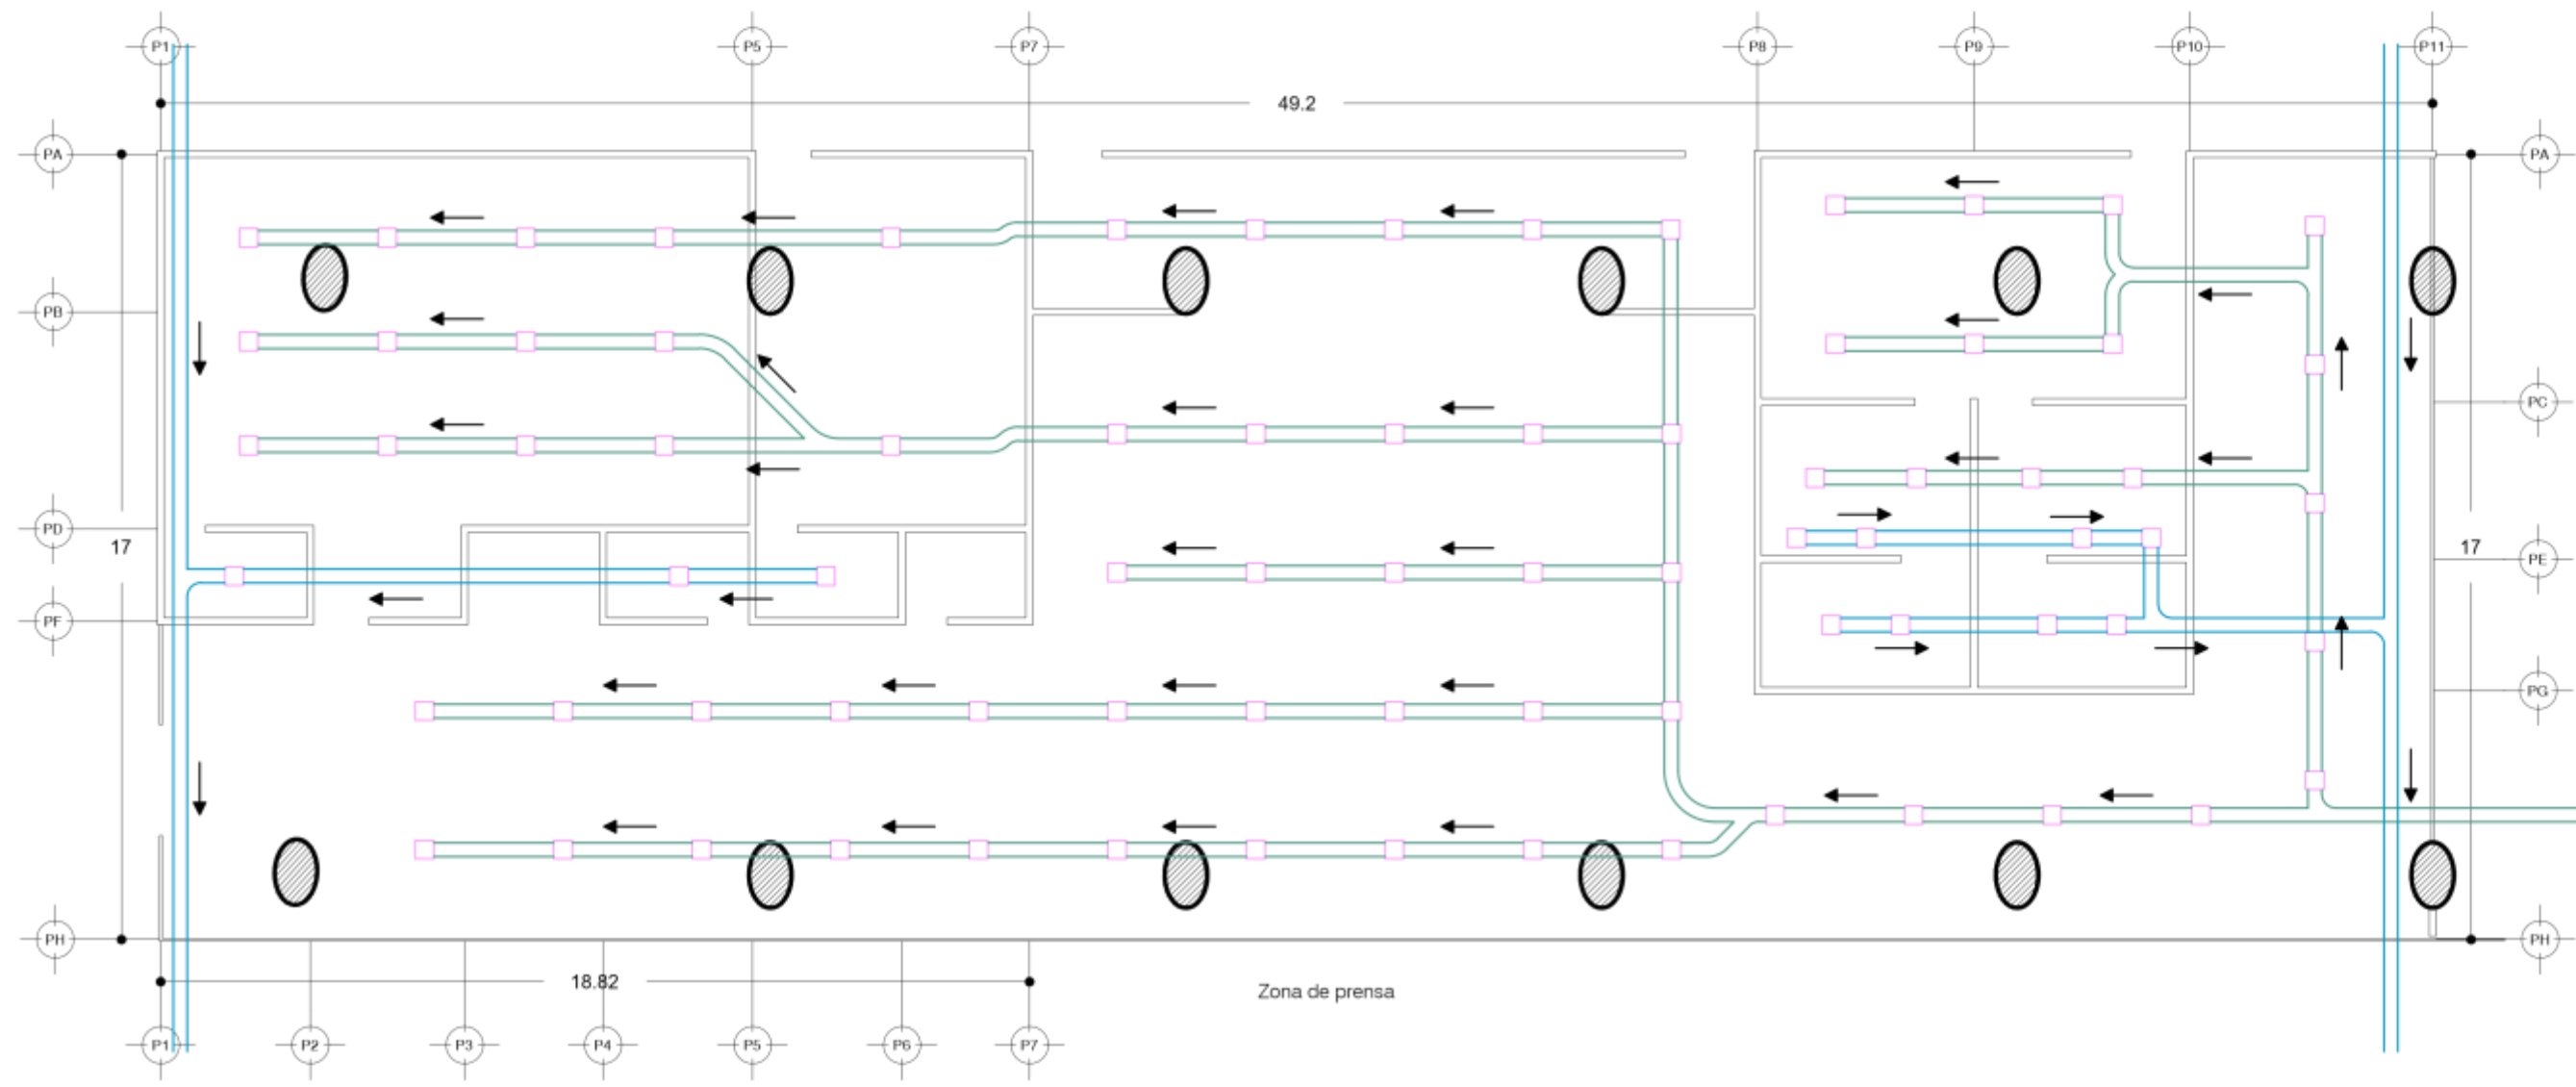 P1 P5 P7 P8 P9 P10 P11
49.2
PA PA
PB
PC
PD
17 17
PE
PF
PG
PH PH
18.82
Zona de prensa
P1 P2 P3 P4 P5 P6 P7